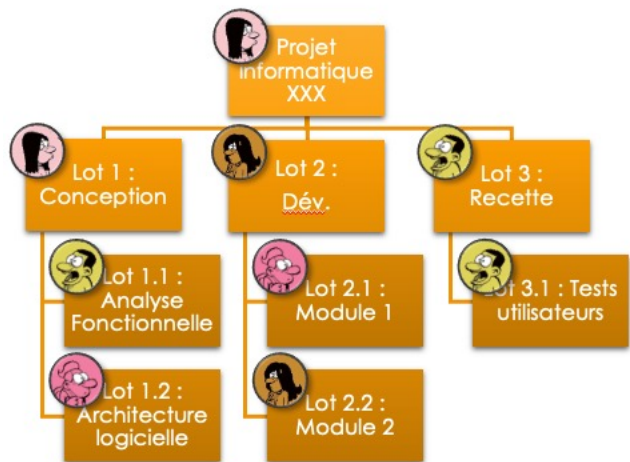 Projet
informatique
XXX
Lot 1 :
Conception
Lot 2 :
Dév.
Lot 3 :
Recette
Lot 1.1 :
Analyse
Fonctionnelle
Lot 2.1 :
Module 1
Lot 3.1 : Tests
utilisateurs
Lot 1.2 :
Architecture
logicielle
Lot 2.2 :
Module 2